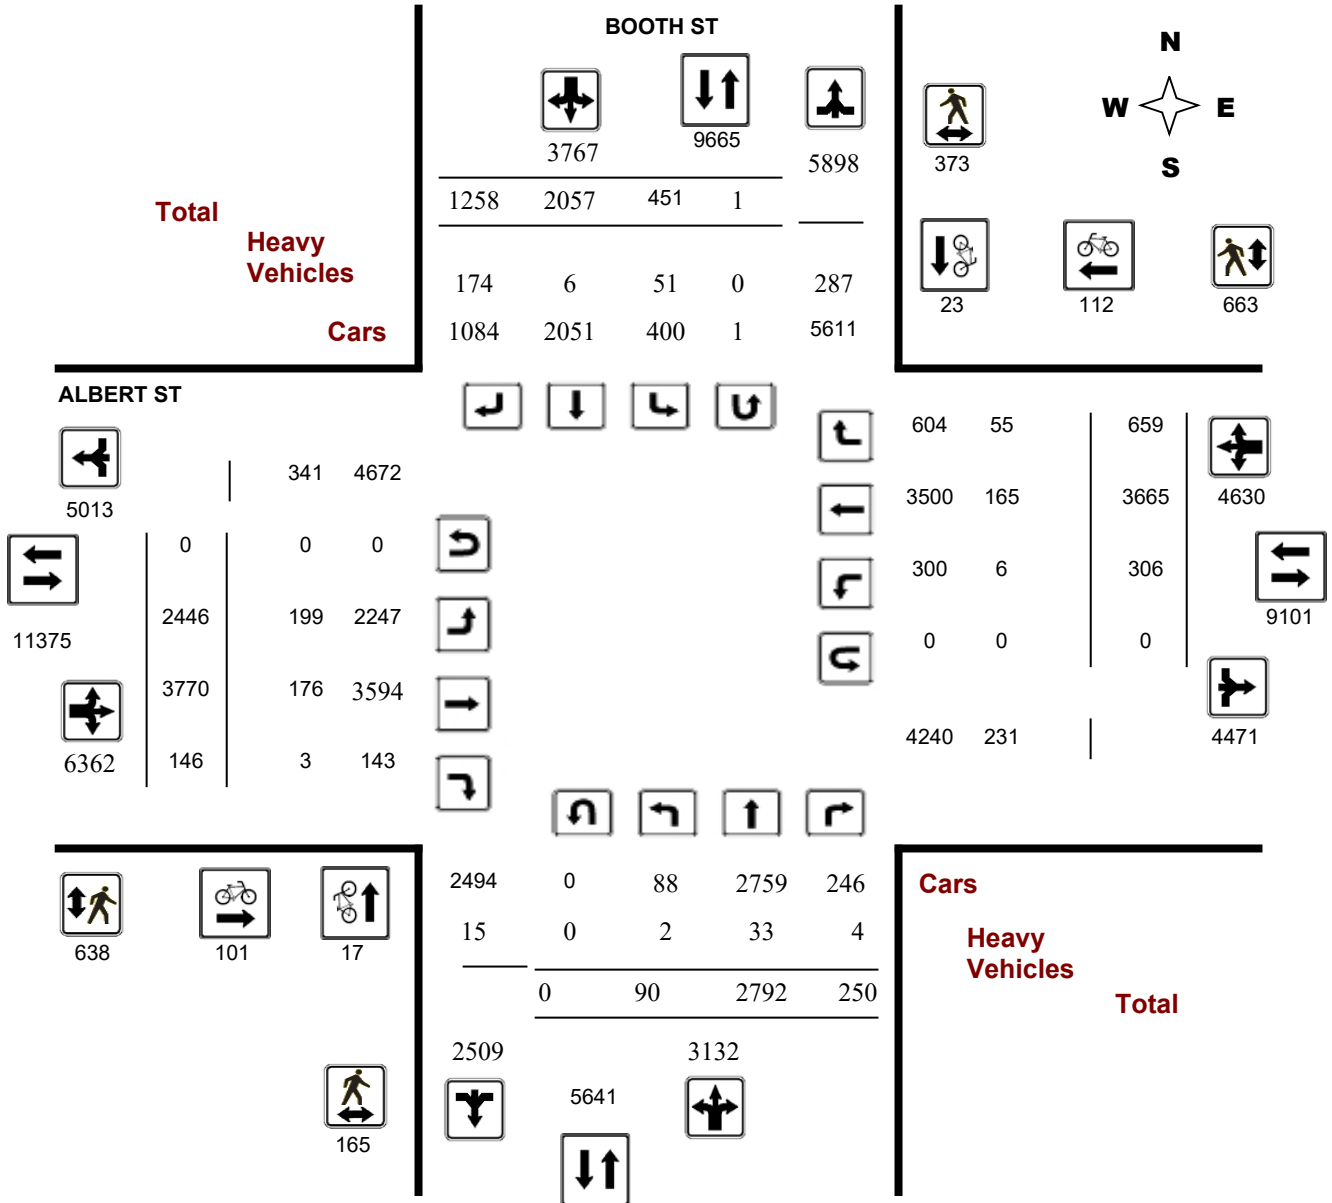 BOOTH ST
N
W E
S
3767 9665 5898 373
1258 2057 451 1
Total
Heavy
Vehicles
174 6 51 0 287
23 112 663
Cars
1084 2051 400 1 5611
ALBERT ST
604 55 659
341 4672
5013
3500 165 3665 4630
0 0 0
300 6 306
2446 199 2247
9101
11375
0 0 0
3770 176 3594
4240 231 4471
6362 146 3 143
2494 0 88 2759 246
Cars
15 0 2 33 4
Heavy
Vehicles
638 101 17
0 90 2792 250
Total
2509 3132
5641
165